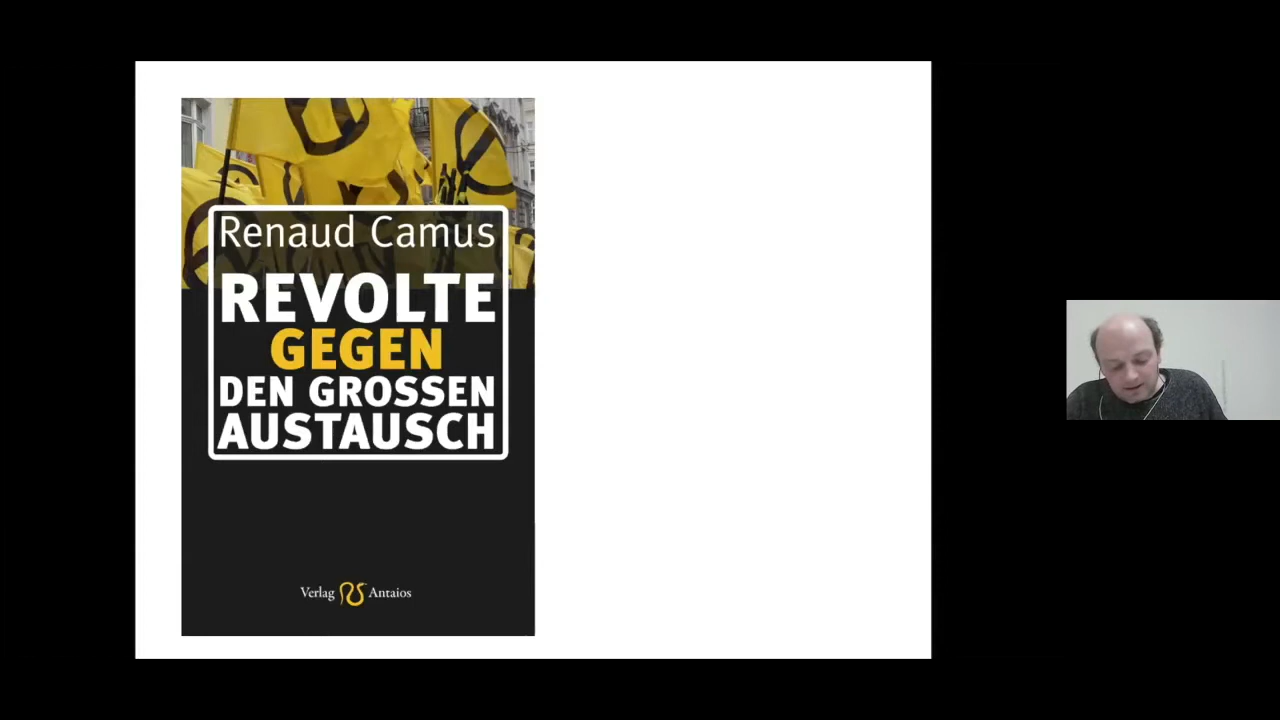 Renaud Camus
REVOLTE
GEGEN
DEN GROSSEN
AUSTAUSCH
Verlag Antaios